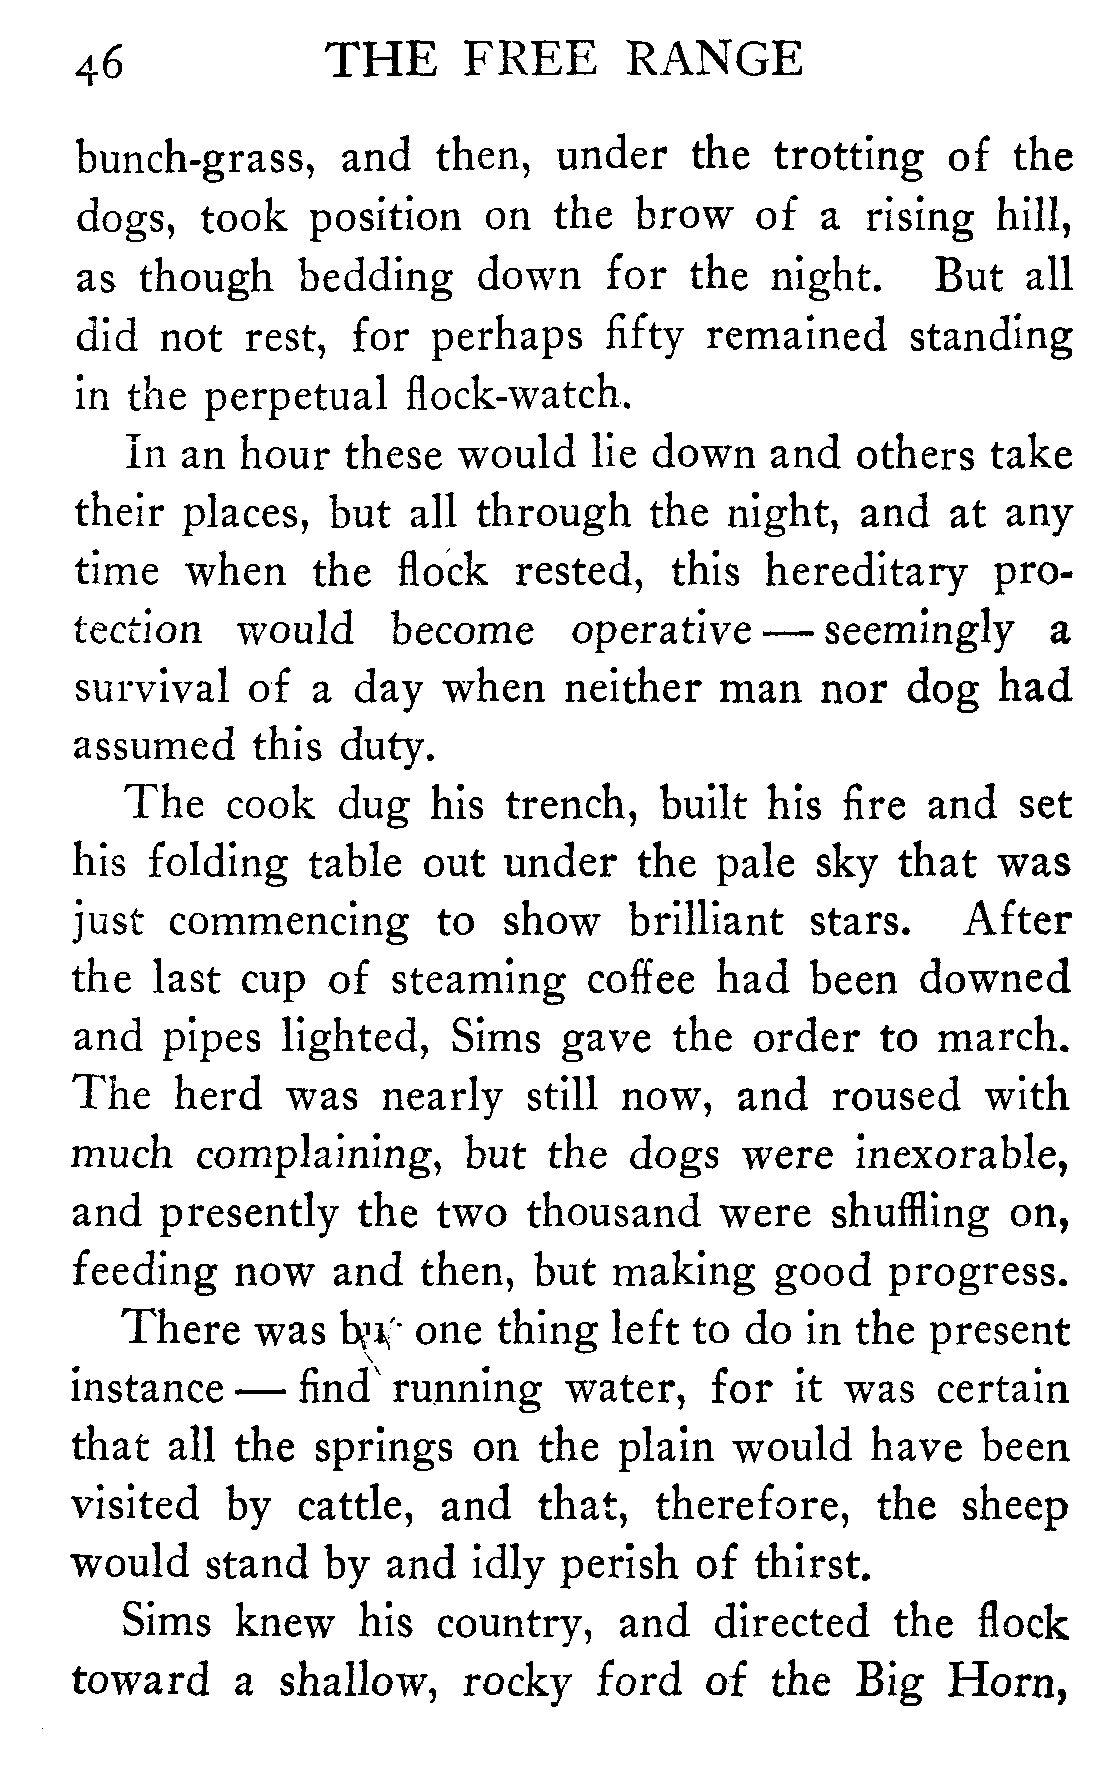 46 THE FREE RANGE
bunch-grass, and then, under the trotting of the
dogs, took position on the brow of a rising hill,
as though bedding down for the night. But all
did not rest, for perhaps fifty remained standing
in the perpetual flock-watch.
In an hour these would lie down and others take
their places, but all through the night, and at any
time when the flock rested, this hereditary pro-
tection would become operative — seemingly a
survival of a day when neither man nor dog had
assumed this duty.
The cook dug his trench, built his fire and set
his folding table out under the pale sky that was
just commencing to show brilliant stars. After
the last cup of steaming coffee had been downed
and pipes lighted, Sims gave the order to march.
The herd was nearly still now, and roused with
much complaining, but the dogs were inexorable,
and presently the two thousand were shuffling on,
feeding now and then, but making good progress.
There was but one thing left to do in the present
instance — find running water, for it was certain
that all the springs on the plain would have been
visited by cattle, and that, therefore, the sheep
would stand by and idly perish of thirst.
Sims knew his country, and directed the flock
toward a shallow, rocky ford of the Big Horn,